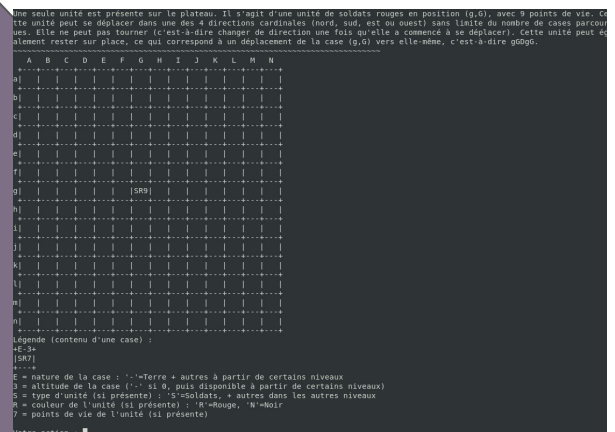 Une seule unité est présente sur le plateau. Il s'agit d'une unité de soldats rouges en position (g,G), avec 9 points de vie. Ce
tte unité peut se déplacer dans une des 4 directions cardinales (nord, sud, est ou ouest) sans limite du nombre de cases parcour
ues. Elle ne peut pas tourner (c'est-à-dire changer de direction une fois qu'elle a commencé à se déplacer). Cette unité peut ég
alement rester sur place, ce qui correspond à un déplacement de la case (g,G) vers elle-même, c'est-à-dire gGDgG.
~~~~~~~~~~~~~~~~~~~~~~~~~~~~~~~~~~~~~~~~~~~~~~~~~~~~~~~~~~~~~~~~~~~~~~~~~~~~~~~~
A B C D E F G H I J K L M N
+---+---+---+---+---+---+---+---+---+---+---+---+---+---+
a| | | | | | | | | | | | | | |
+---+---+---+---+---+---+---+---+---+---+---+---+---+---+
b| | | | | | | | | | | | | | |
+---+---+---+---+---+---+---+---+---+---+---+---+---+---+
c| | | | | | | | | | | | | | |
+---+---+---+---+---+---+---+---+---+---+---+---+---+---+
d| | | | | | | | | | | | | | |
+---+---+---+---+---+---+---+---+---+---+---+---+---+---+
e| | | | | | | | | | | | | | |
+---+---+---+---+---+---+---+---+---+---+---+---+---+---+
f| | | | | | | | | | | | | | |
+---+---+---+---+---+---+---+---+---+---+---+---+---+---+
g| | | | | | |SR9| | | | | | | |
+---+---+---+---+---+---+---+---+---+---+---+---+---+---+
h| | | | | | | | | | | | | | |
+---+---+---+---+---+---+---+---+---+---+---+---+---+---+
i| | | | | | | | | | | | | | |
+---+---+---+---+---+---+---+---+---+---+---+---+---+---+
j| | | | | | | | | | | | | | |
+---+---+---+---+---+---+---+---+---+---+---+---+---+---+
k| | | | | | | | | | | | | | |
+---+---+---+---+---+---+---+---+---+---+---+---+---+---+
l| | | | | | | | | | | | | | |
+---+---+---+---+---+---+---+---+---+---+---+---+---+---+
m| | | | | | | | | | | | | | |
+---+---+---+---+---+---+---+---+---+---+---+---+---+---+
n| | | | | | | | | | | | | | |
+---+---+---+---+---+---+---+---+---+---+---+---+---+---+
Légende (contenu d'une case) :
+E-3+
|SR7|
+---+
E = nature de la case : '-'=Terre + autres à partir de certains niveaux
3 = altitude de la case ('-' si 0, puis disponible à partir de certains niveaux)
S = type d'unité (si présente) : 'S'=Soldats, + autres dans les autres niveaux
R = couleur de l'unité (si présente) : 'R'=Rouge, 'N'=Noir
7 = points de vie de l'unité (si présente)